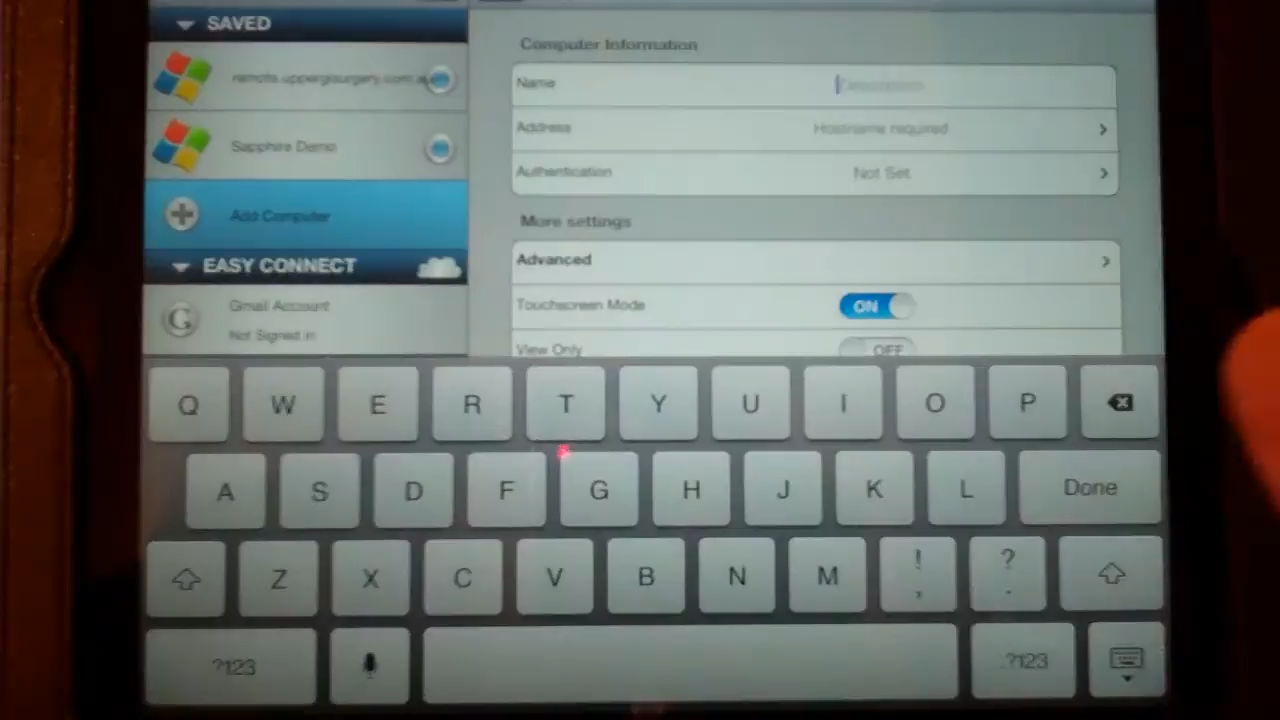 SAVED
Sapphire Demo
Add Computer
EASY CONNECT
Gmail Account
Not Signed in
Computer Information
Name
Address Hostname required
Authentication Not Set
More settings
Advanced
Touchscreen Mode ON
View Only OFF
Q W E R T Y U I O P
A S D F G H J K L Done
Z X C V B N M ! , ? .
.?123 .?123